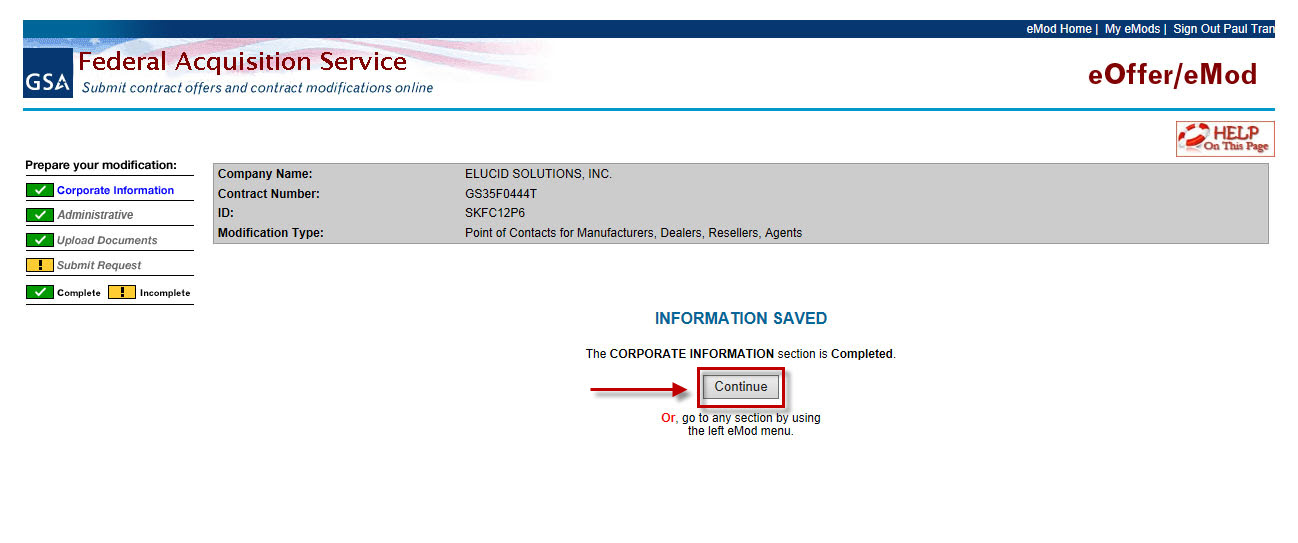 eMod Home | My eMods | Sign Out Paul Tran
GSA
Federal Acquisition Service
Submit contract offers and contract modifications online
eOffer/eMod
HELP
On This Page
Prepare your modification:
Corporate Information
Administrative
Upload Documents
Submit Request
Complete Incomplete
Company Name: ELUCID SOLUTIONS, INC.
Contract Number: GS35F0444T
ID: SKFC12P6
Modification Type: Point of Contacts for Manufacturers, Dealers, Resellers, Agents
INFORMATION SAVED
The CORPORATE INFORMATION section is Completed.
Continue
Or, go to any section by using
the left eMod menu.